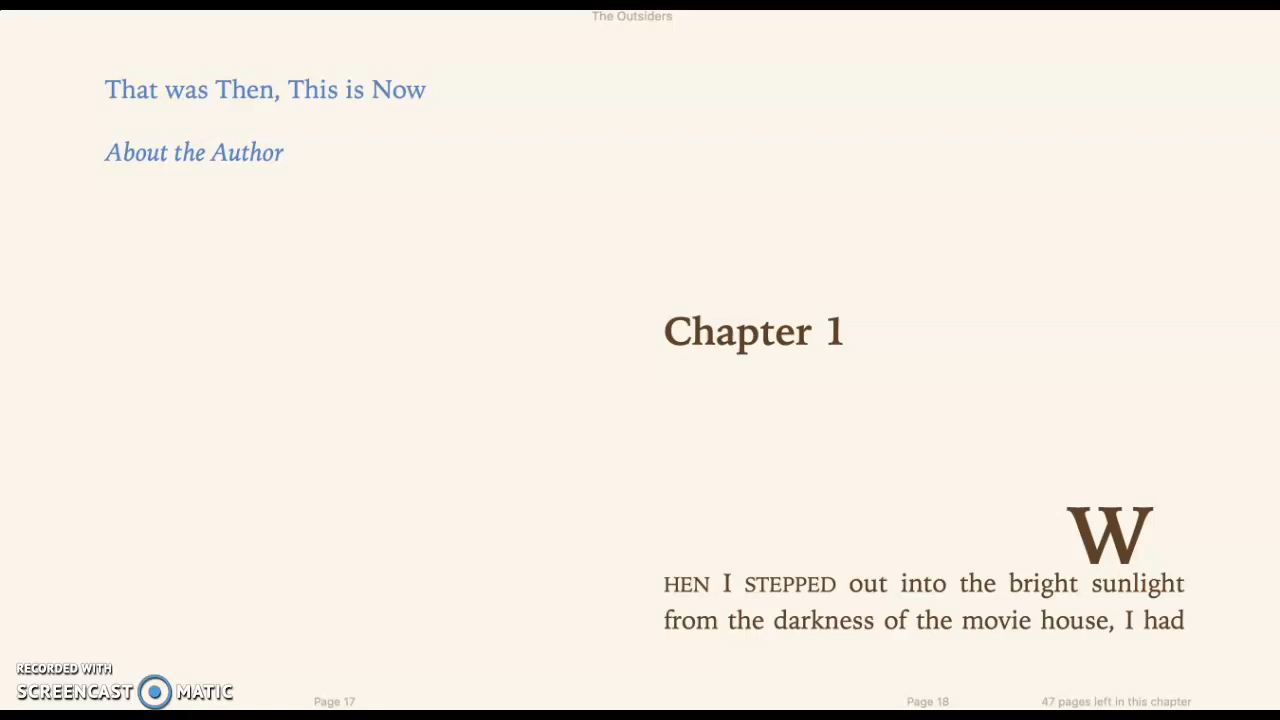 The Outsiders
That was Then, This is Now
About the Author
Chapter 1
W
HEN I STEPPED out into the bright sunlight
from the darkness of the movie house, I had
RECORDED WITH
SCREENCAST MATIC
Page 17
Page 18
47 pages left in this chapter